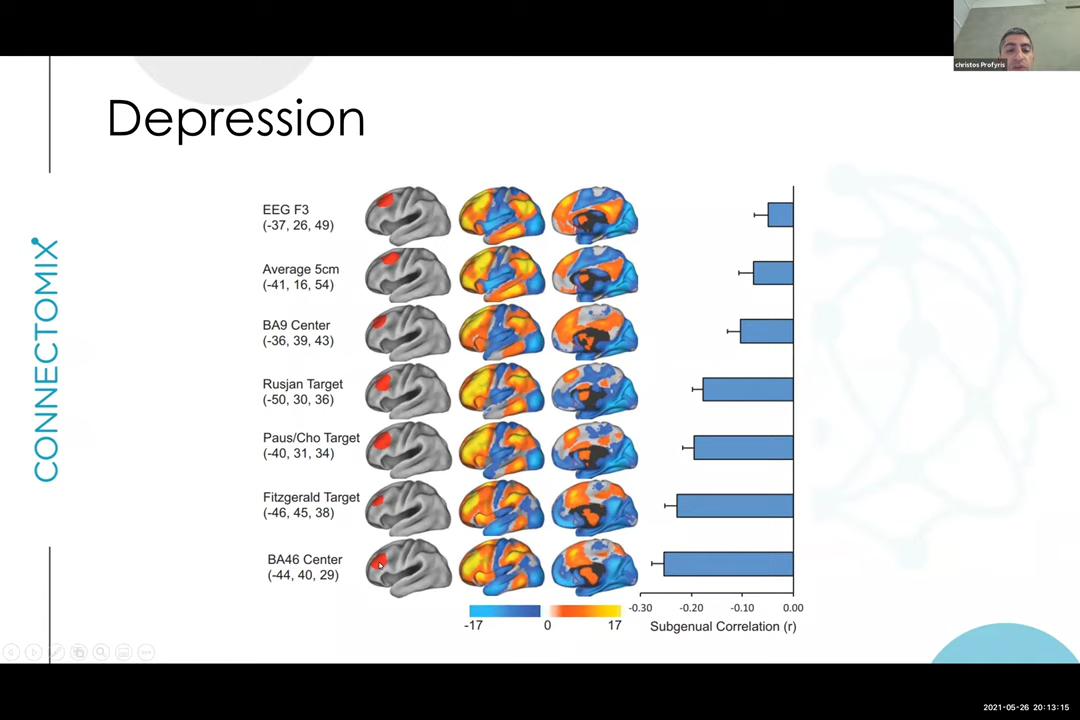 christos Profyris
Depression
CONNECTOMIX
EEG F3
(-37, 26, 49)
Average 5cm
(-41, 16, 54)
BA9 Center
(-36, 39, 43)
Rusjan Target
(-50, 30, 36)
Paus/Cho Target
(-40, 31, 34)
Fitzgerald Target
(-46, 45, 38)
BA46 Center
(-44, 40, 29)
-17 0 17
-0.30 -0.20 -0.10 0.00
Subgenual Correlation (r)
2021-05-26 20:13:15